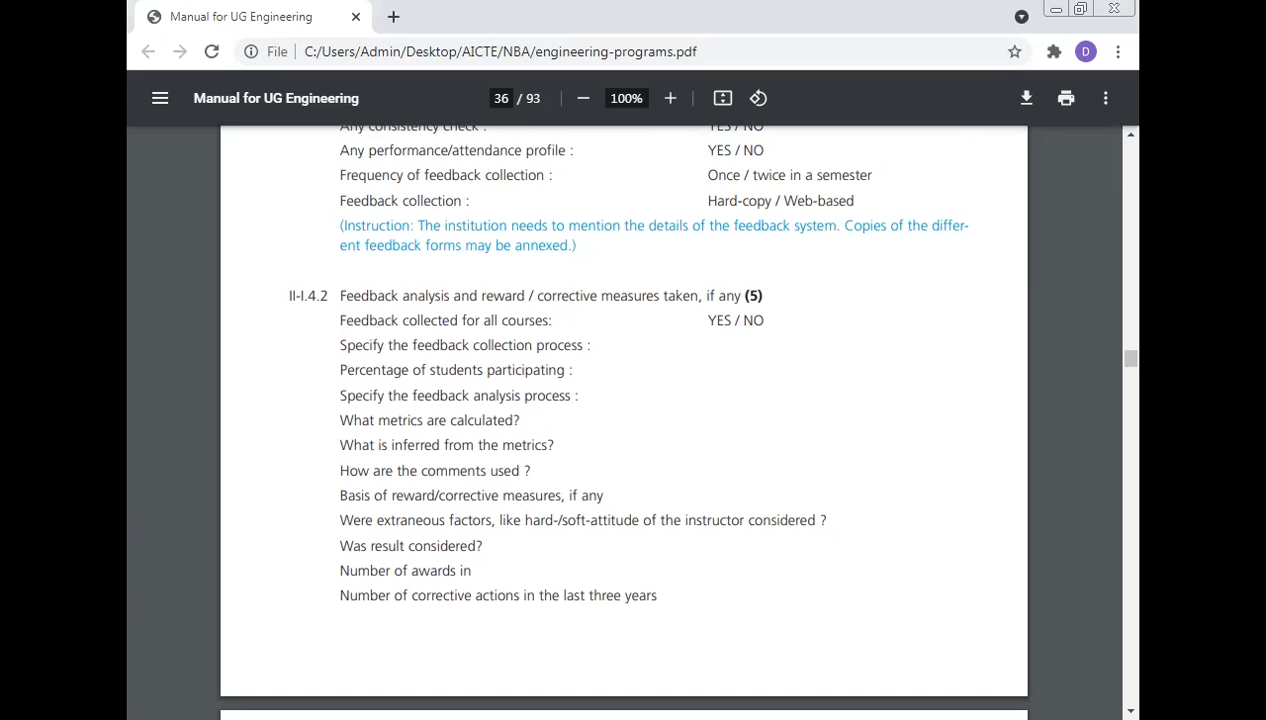 Manual for UG Engineering
File C:/Users/Admin/Desktop/AICTE/NBA/engineering-programs.pdf
D
Manual for UG Engineering 36 / 93 100%
Any consistency check : YES / NO
Any performance/attendance profile : YES / NO
Frequency of feedback collection : Once / twice in a semester
Feedback collection : Hard-copy / Web-based
(Instruction: The institution needs to mention the details of the feedback system. Copies of the differ-
ent feedback forms may be annexed.)
II-I.4.2 Feedback analysis and reward / corrective measures taken, if any (5)
Feedback collected for all courses: YES / NO
Specify the feedback collection process :
Percentage of students participating :
Specify the feedback analysis process :
What metrics are calculated?
What is inferred from the metrics?
How are the comments used ?
Basis of reward/corrective measures, if any
Were extraneous factors, like hard-/soft-attitude of the instructor considered ?
Was result considered?
Number of awards in
Number of corrective actions in the last three years